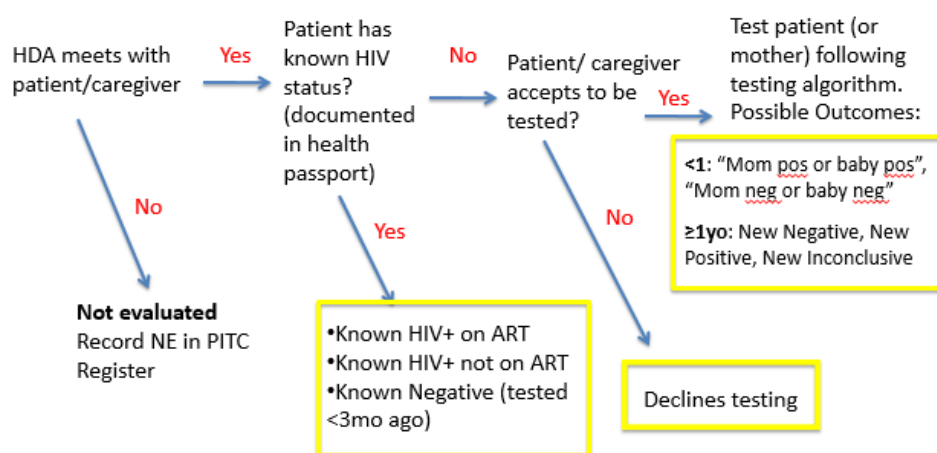 HDA meets with
patient/caregiver
Yes
Patient has
known HIV
status?
(documented
in health
passport)
No
Patient/ caregiver
accepts to be
tested?
Yes
Test patient (or
mother) following
testing algorithm.
Possible Outcomes:
<1: “Mom pos or baby pos”,
“Mom neg or baby neg”
≥1yo: New Negative, New
Positive, New Inconclusive
No
Not evaluated
Record NE in PITC
Register
Yes
•Known HIV+ on ART
•Known HIV+ not on ART
•Known Negative (tested
<3mo ago)
No
Declines testing